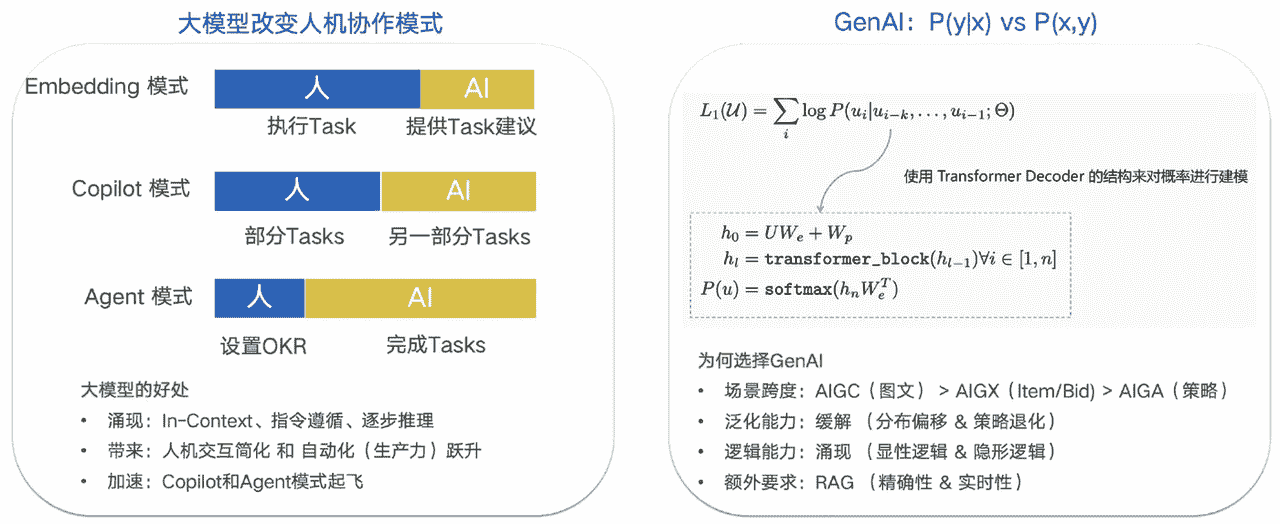 大模型改变人机协作模式
Embedding 模式
人
AI
执行Task
提供Task建议
Copilot 模式
人
AI
部分Tasks
另一部分Tasks
Agent 模式
人
AI
设置OKR
完成Tasks
大模型的好处
• 涌现：In-Context、指令遵循、逐步推理
• 带来：人机交互简化 和 自动化（生产力）跃升
• 加速：Copilot和Agent模式起飞
GenAI：P(y|x) vs P(x,y)
L₁(𝒰) = ∑ᵢ log P(uᵢ|uᵢ₋ₖ, . . . , uᵢ₋₁; Θ)
使用 Transformer Decoder 的结构来对概率进行建模
h₀ = UWₑ + Wₚ
hₗ = transformer_block(hₗ₋₁)∀i ∈ [1, n]
P(u) = softmax(hₙWₑᵀ)
为何选择GenAI
• 场景跨度：AIGC（图文）> AIGX（Item/Bid）> AIGA（策略）
• 泛化能力：缓解 （分布偏移 & 策略退化）
• 逻辑能力：涌现 （显性逻辑 & 隐形逻辑）
• 额外要求：RAG （精确性 & 实时性）